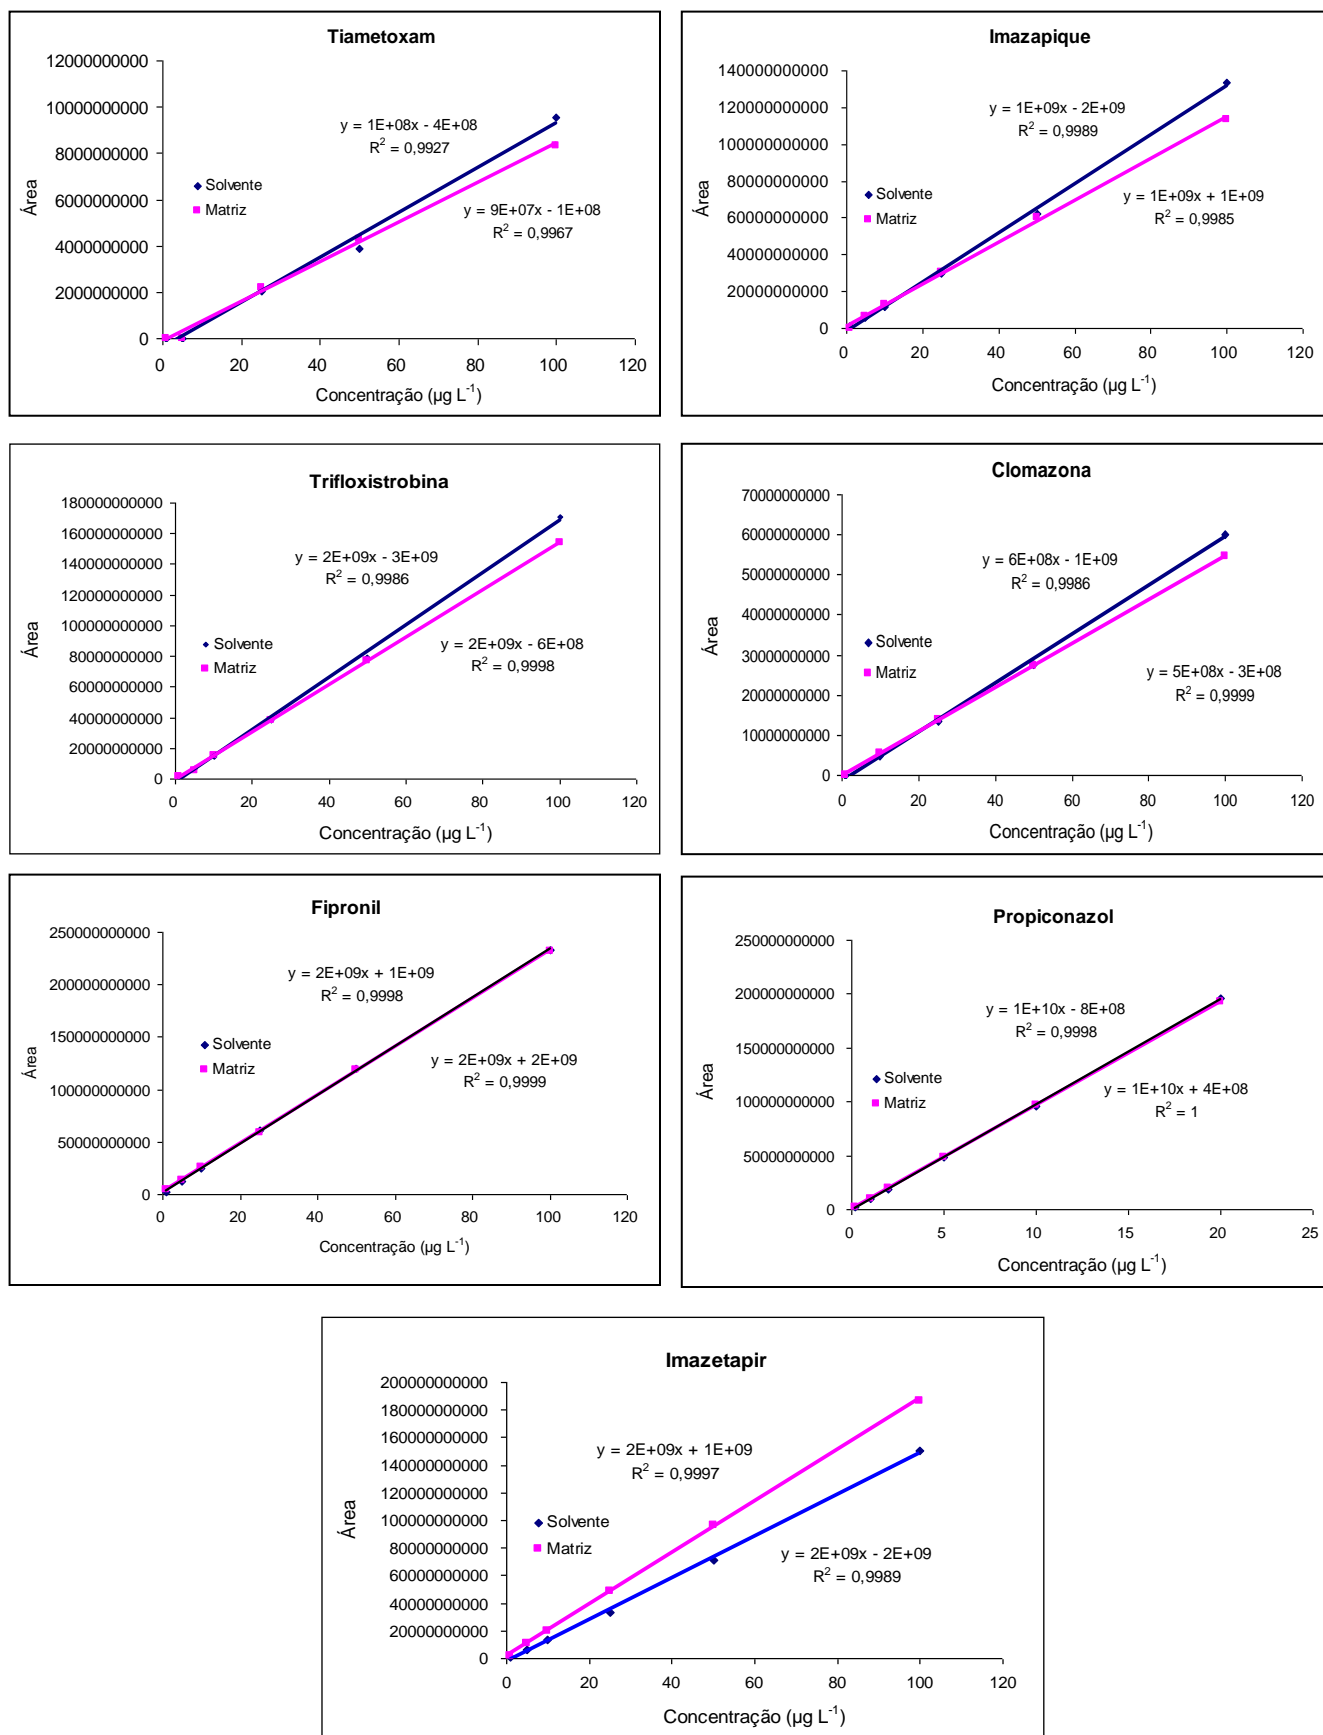 Tiametoxam
12000000000
10000000000
8000000000
6000000000
4000000000
2000000000
0
y = 1E+08x - 4E+08
R² = 0,9927
Solvente
Matriz
y = 9E+07x - 1E+08
R² = 0,9967
Área
0 20 40 60 80 100 120
Concentração (µg L⁻¹)
Imazapique
140000000000
120000000000
100000000000
80000000000
60000000000
40000000000
20000000000
0
y = 1E+09x - 2E+09
R² = 0,9989
Solvente
Matriz
y = 1E+09x + 1E+09
R² = 0,9985
Área
0 20 40 60 80 100 120
Concentração (µg L⁻¹)
Trifloxistrobina
180000000000
160000000000
140000000000
120000000000
100000000000
80000000000
60000000000
40000000000
20000000000
0
y = 2E+09x - 3E+09
R² = 0,9986
Solvente
Matriz
y = 2E+09x - 6E+08
R² = 0,9998
Área
0 20 40 60 80 100 120
Concentração (µg L⁻¹)
Clomazona
70000000000
60000000000
50000000000
40000000000
30000000000
20000000000
10000000000
0
y = 6E+08x - 1E+09
R² = 0,9986
Solvente
Matriz
y = 5E+08x - 3E+08
R² = 0,9999
Área
0 20 40 60 80 100 120
Concentração (µg L⁻¹)
Fipronil
250000000000
200000000000
150000000000
100000000000
50000000000
0
y = 2E+09x + 1E+09
R² = 0,9998
Solvente
Matriz
y = 2E+09x + 2E+09
R² = 0,9999
Área
0 20 40 60 80 100 120
Concentração (µg L⁻¹)
Propiconazol
250000000000
200000000000
150000000000
100000000000
50000000000
0
y = 1E+10x - 8E+08
R² = 0,9998
Solvente
Matriz
y = 1E+10x + 4E+08
R² = 1
Área
0 5 10 15 20 25
Concentração (µg L⁻¹)
Imazetapir
200000000000
180000000000
160000000000
140000000000
120000000000
100000000000
80000000000
60000000000
40000000000
20000000000
0
y = 2E+09x + 1E+09
R² = 0,9997
Solvente
Matriz
y = 2E+09x - 2E+09
R² = 0,9989
Área
0 20 40 60 80 100 120
Concentração (µg L⁻¹)